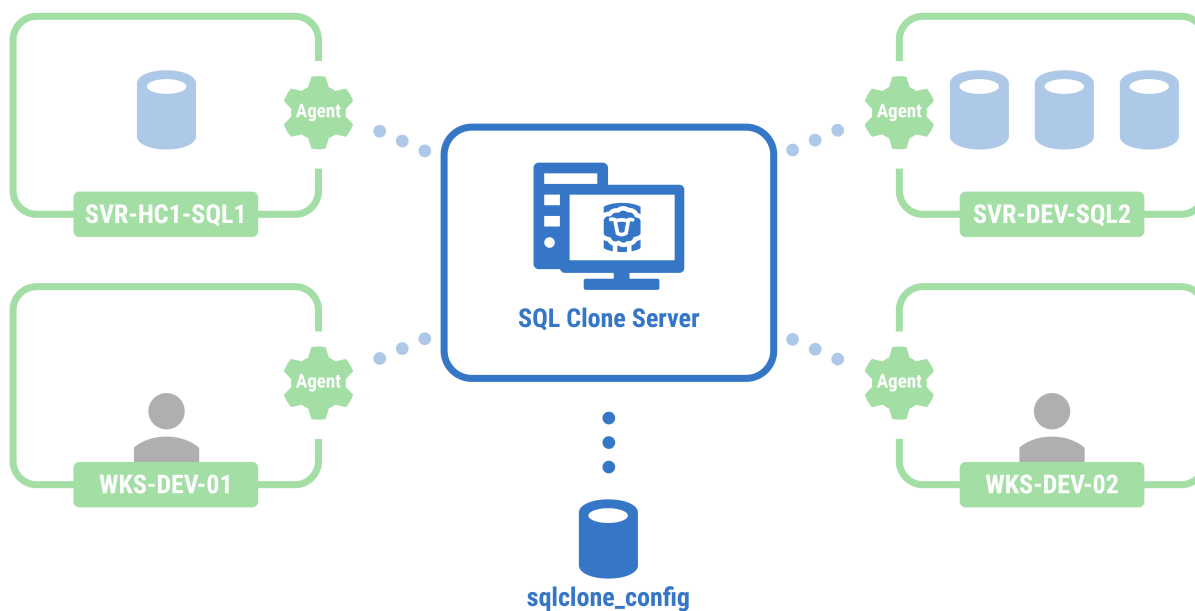 Agent
SVR-HC1-SQL1
Agent
SVR-DEV-SQL2
SQL Clone Server
Agent
WKS-DEV-01
Agent
WKS-DEV-02
sqlclone_config